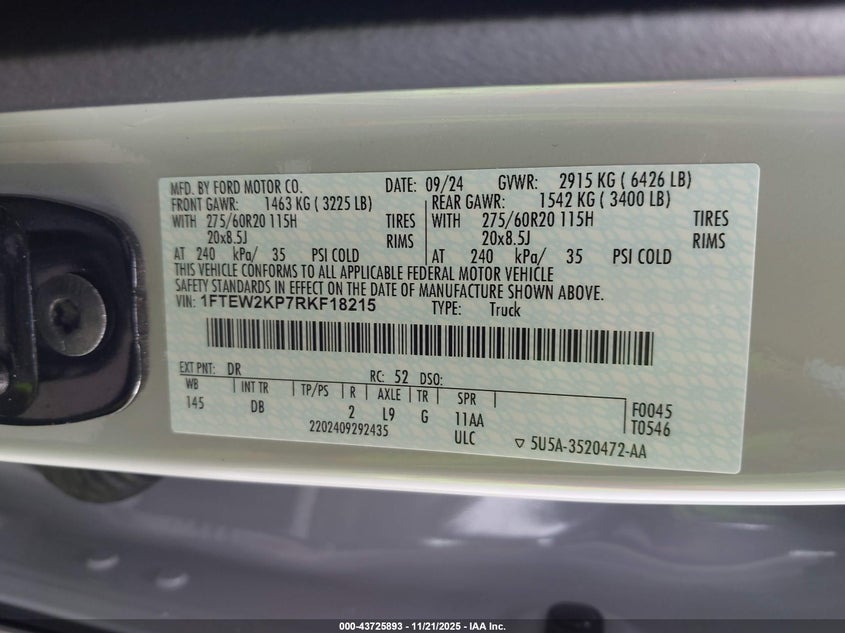 MFD. BY FORD MOTOR CO. DATE: 09/24 GVWR: 2915 KG ( 6426 LB)
FRONT GAWR: 1463 KG ( 3225 LB) REAR GAWR: 1542 KG ( 3400 LB)
WITH 275/60R20 115H TIRES WITH 275/60R20 115H TIRES
20x8.5J RIMS 20x8.5J RIMS
AT 240 kPa/ 35 PSI COLD AT 240 kPa/ 35 PSI COLD
THIS VEHICLE CONFORMS TO ALL APPLICABLE FEDERAL MOTOR VEHICLE
SAFETY STANDARDS IN EFFECT ON THE DATE OF MANUFACTURE SHOWN ABOVE.
VIN: 1FTEW2KP7RKF18215 TYPE: Truck
EXT PNT: DR RC: 52 DSO:
WB INT TR TP/PS R AXLE TR SPR
145 DB 2 L9 G 11AA F0045
2202409292435 ULC T0546
▽ 5U5A-3520472-AA
000-43725893 - 11/21/2025 - IAA Inc.